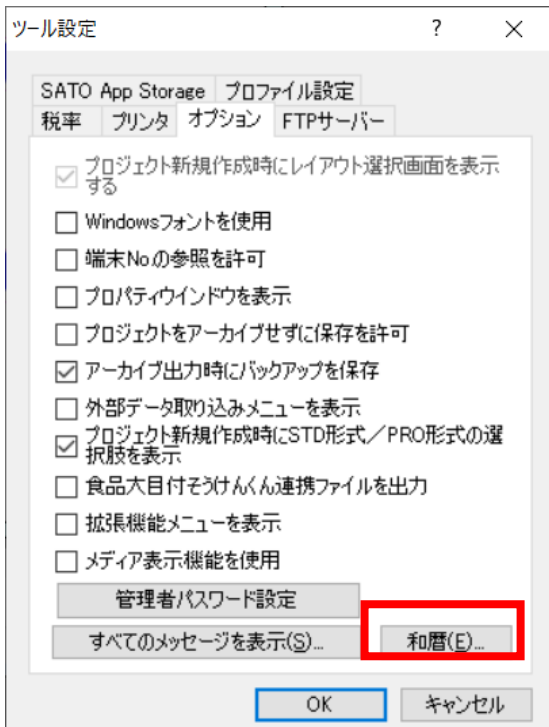 ツール設定
?
SATO App Storage
プロファイル設定
税率
プリンタ
オプション
FTPサーバー
プロジェクト新規作成時にレイアウト選択画面を表示
する
Windowsフォントを使用
端末No.の参照を許可
プロパティウインドウを表示
プロジェクトをアーカイブせずに保存を許可
アーカイブ出力時にバックアップを保存
外部データ取り込みメニューを表示
プロジェクト新規作成時にSTD形式／PRO形式の選
択肢を表示
食品大目付そうけんくん連携ファイルを出力
拡張機能メニューを表示
メディア表示機能を使用
管理者パスワード設定
すべてのメッセージを表示(S)...
和暦(E)...
OK
キャンセル